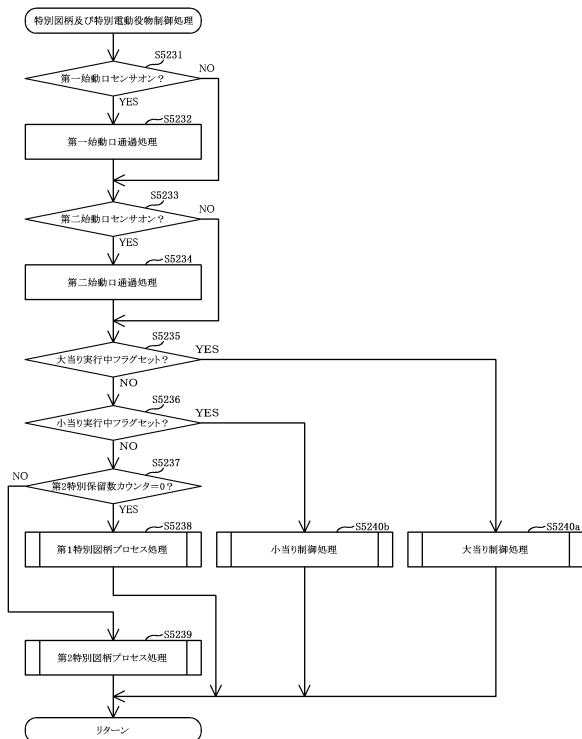 特別図柄及び特別電動役物制御処理
S5231
第一始動口センサオン？
NO
YES
S5232
第一始動口通過処理
S5233
第二始動口センサオン？
NO
YES
S5234
第二始動口通過処理
S5235
大当り実行中フラグセット？
YES
NO
S5236
小当り実行中フラグセット？
YES
NO
S5237
NO
第2特別保留数カウンタ=0？
YES
S5238
第1特別図柄プロセス処理
S5240b
小当り制御処理
S5240a
大当り制御処理
S5239
第2特別図柄プロセス処理
リターン